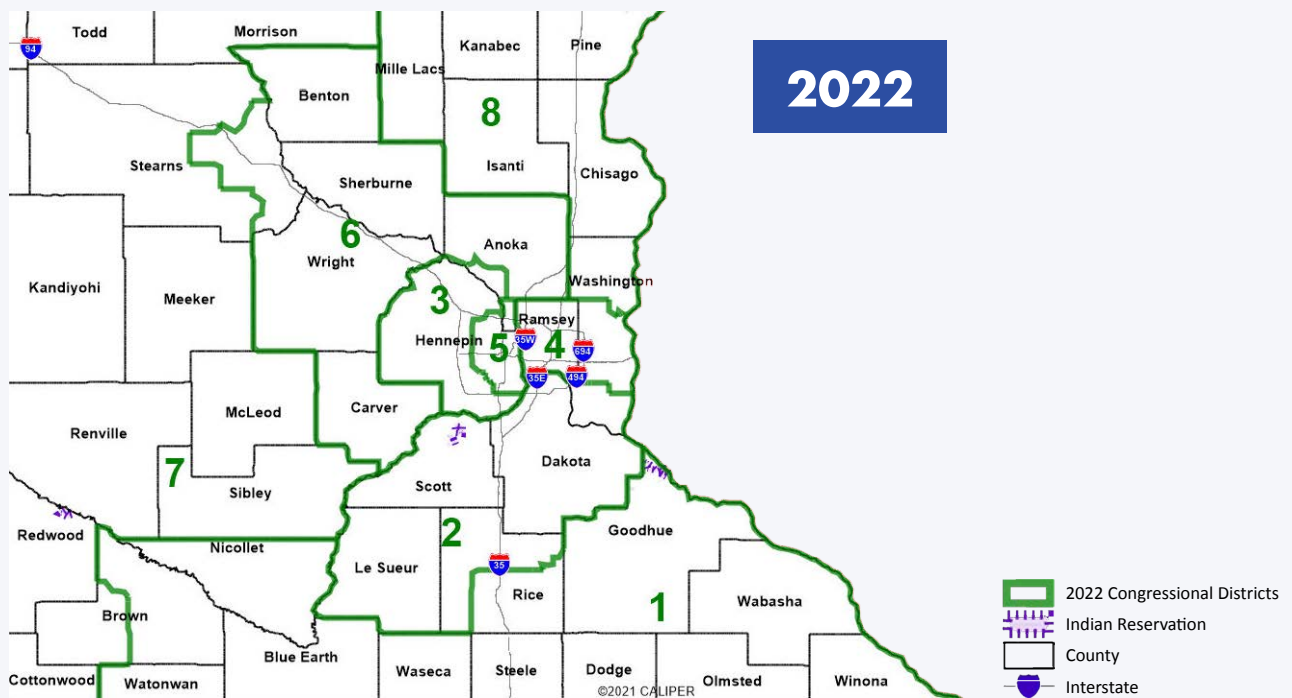 Todd
Morrison
94
Kanabec
Pine
Mille Lacs
2022
Benton
8
Stearns
Isanti
Chisago
Sherburne
6
Anoka
Wright
Washington
Kandiyohi
Meeker
3
Ramsey
Hennepin
5
35W
4
694
35E
494
McLeod
Carver
Renville
7
Dakota
Sibley
Scott
Goodhue
2
Redwood
Nicollet
Le Sueur
35
Rice
1
Wabasha
Brown
Blue Earth
Waseca
Steele
Dodge
Olmsted
Winona
Cottonwood
Watonwan
©2021 CALIPER
2022 Congressional Districts
Indian Reservation
County
Interstate